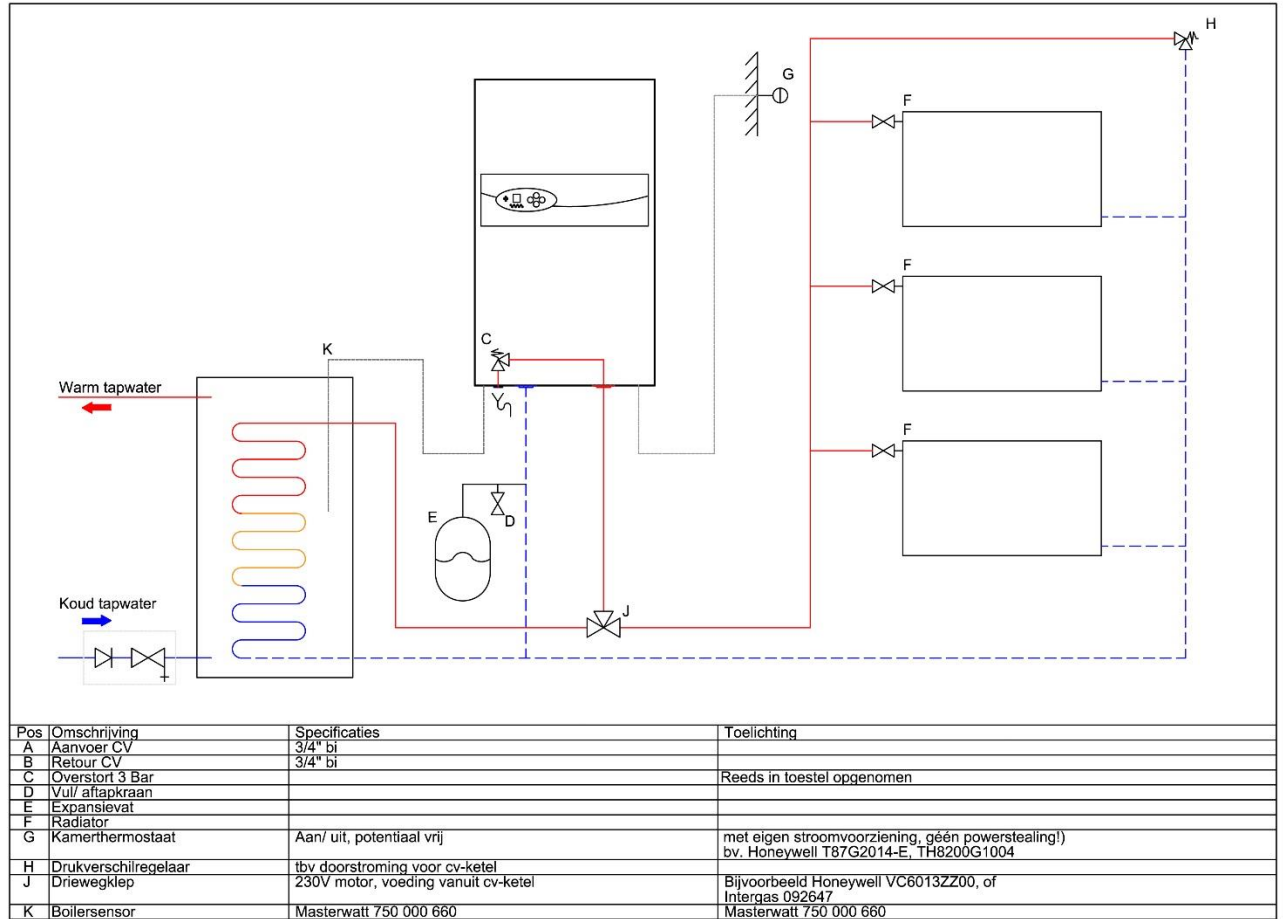 H
G
F
F
C
K
Warm tapwater
F
E
D
Koud tapwater
J
Pos Omschrijving Specificaties Toelichting
A Aanvoer CV 3/4" bi
B Retour CV 3/4" bi
C Overstort 3 Bar Reeds in toestel opgenomen
D Vul/ aftapkraan
E Expansievat
F Radiator
G Kamerthermostaat Aan/ uit, potentiaal vrij met eigen stroomvorziening, géén powerstealing!)
bv. Honeywell T87G2014-E, TH8200G1004
H Drukverschilregelaar tbv doorstroming voor cv-ketel
J Driewegklep 230V motor, voeding vanuit cv-ketel Bijvoorbeeld Honeywell VC6013ZZ00, of
Intergas 092647
K Boilersensor Masterwatt 750 000 660 Masterwatt 750 000 660